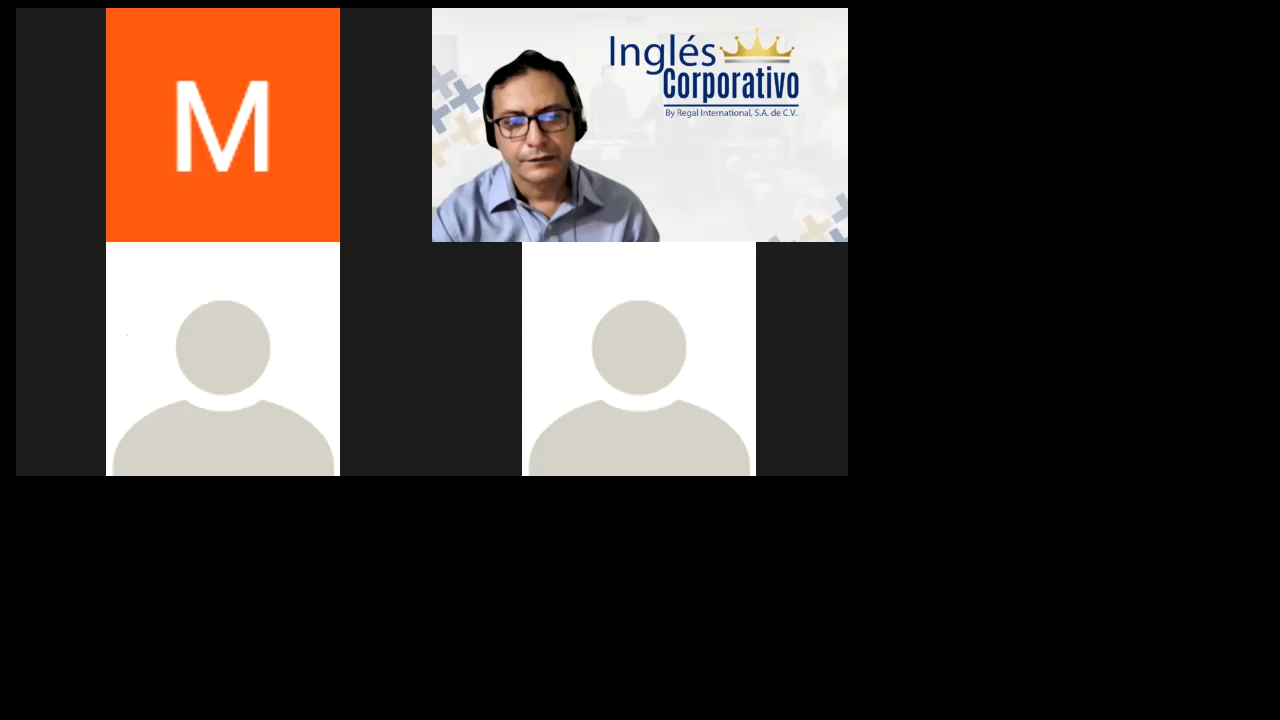 M
Inglés
Corporativo
By Regal International, S.A. de C.V.